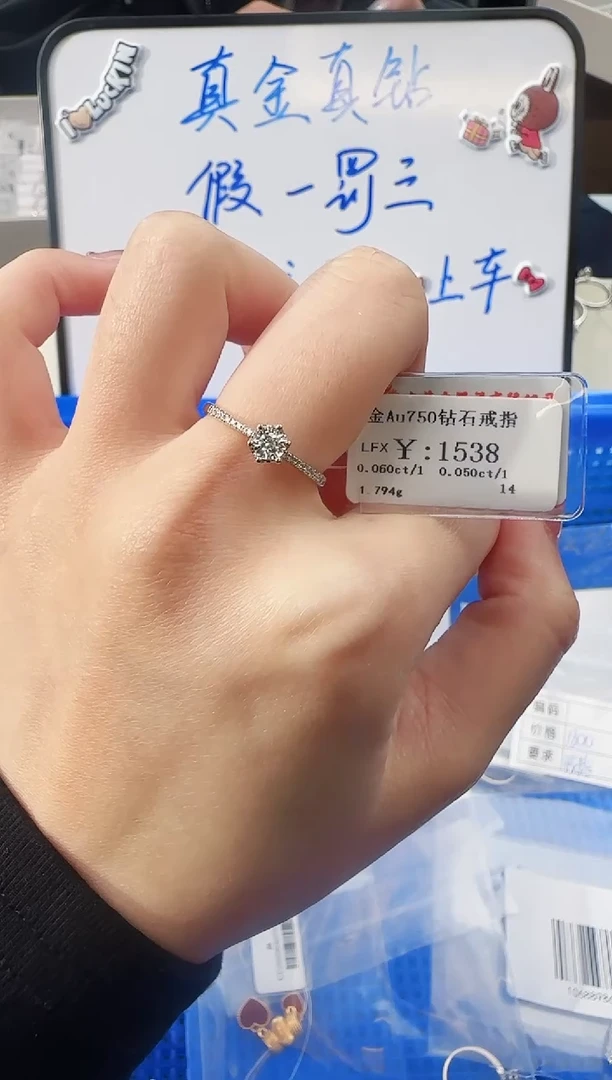 I LOCKIN
真金真钻
假一罚三
上车
金Au750钻石戒指
LFX ¥:1538
0.060ct/1 0.050ct/1
1.794g 14
价格
要求